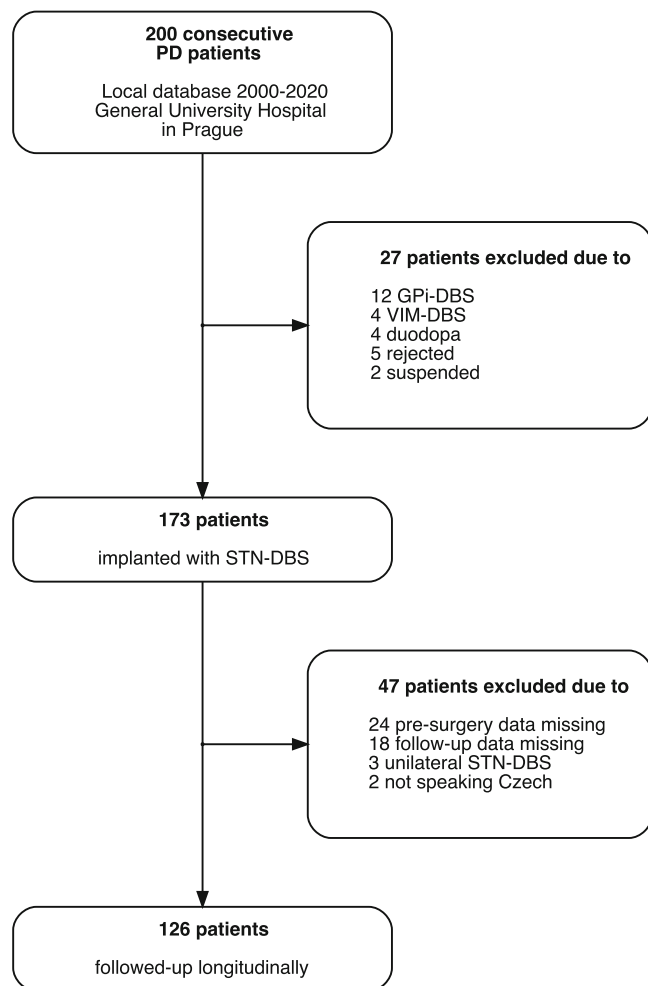 200 consecutive
PD patients
Local database 2000-2020
General University Hospital
in Prague
27 patients excluded due to
12 GPi-DBS
4 VIM-DBS
4 duodopa
5 rejected
2 suspended
173 patients
implanted with STN-DBS
47 patients excluded due to
24 pre-surgery data missing
18 follow-up data missing
3 unilateral STN-DBS
2 not speaking Czech
126 patients
followed-up longitudinally